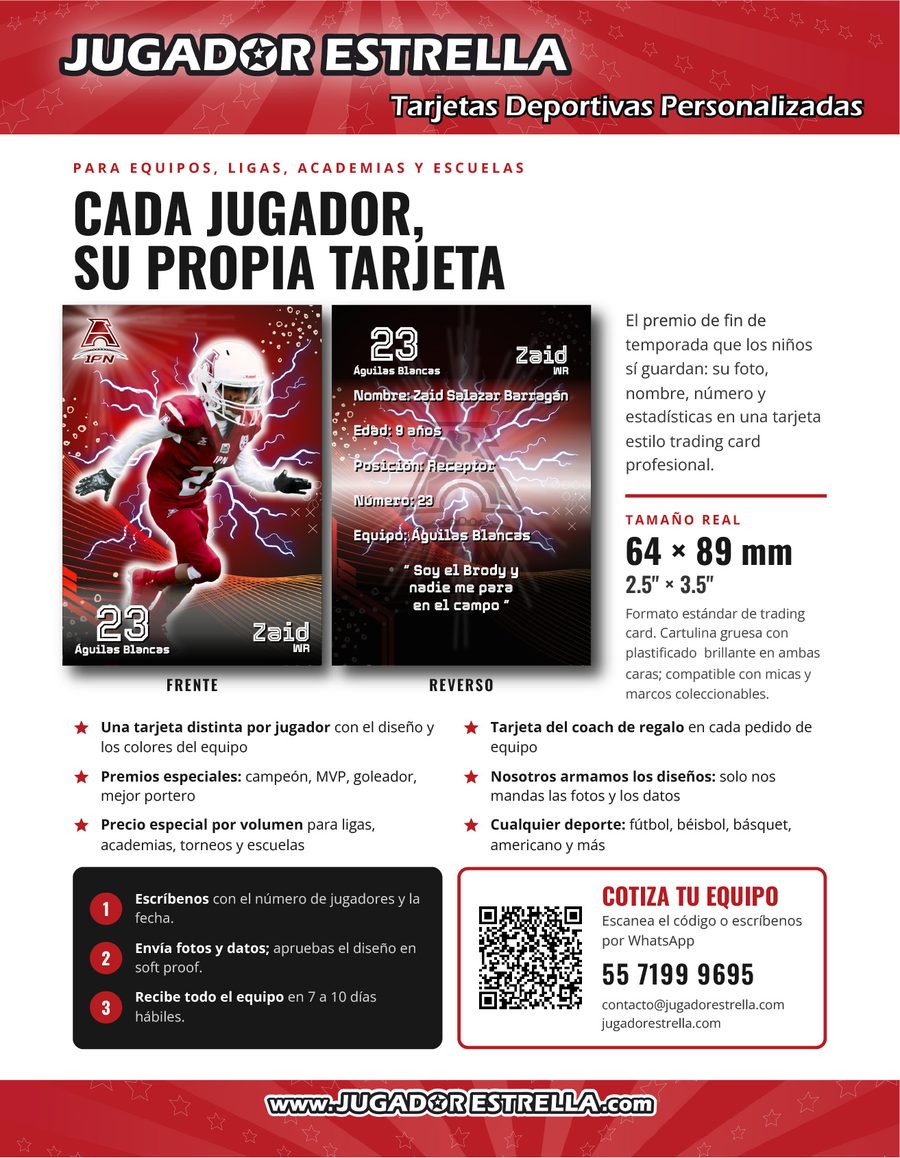 JUGADOR ESTRELLA
Tarjetas Deportivas Personalizadas
PARA EQUIPOS, LIGAS, ACADEMIAS Y ESCUELAS
CADA JUGADOR,
SU PROPIA TARJETA
IPN
IPN
2
23
Águilas Blancas
Zaid
WR
FRENTE
23
Águilas Blancas
Zaid
WR
Nombre: Zaid Salazar Barragán
Edad: 9 años
Posición: Receptor
Número: 23
Equipo: Águilas Blancas
“ Soy el Brody y
nadie me para
en el campo ”
REVERSO
El premio de fin de
temporada que los niños
sí guardan: su foto,
nombre, número y
estadísticas en una tarjeta
estilo trading card
profesional.
TAMAÑO REAL
64 × 89 mm
2.5" × 3.5"
Formato estándar de trading
card. Cartulina gruesa con
plastificado  brillante en ambas
caras; compatible con micas y
marcos coleccionables.
Una tarjeta distinta por jugador con el diseño y
los colores del equipo
Premios especiales: campeón, MVP, goleador,
mejor portero
Precio especial por volumen para ligas,
academias, torneos y escuelas
Tarjeta del coach de regalo en cada pedido de
equipo
Nosotros armamos los diseños: solo nos
mandas las fotos y los datos
Cualquier deporte: fútbol, béisbol, básquet,
americano y más
1
Escríbenos con el número de jugadores y la
fecha.
2
Envía fotos y datos; apruebas el diseño en
soft proof.
3
Recibe todo el equipo en 7 a 10 días
hábiles.
COTIZA TU EQUIPO
Escanea el código o escríbenos
por WhatsApp
55 7199 9695
contacto@jugadorestrella.com
jugadorestrella.com
www.JUGADOR ESTRELLA.com